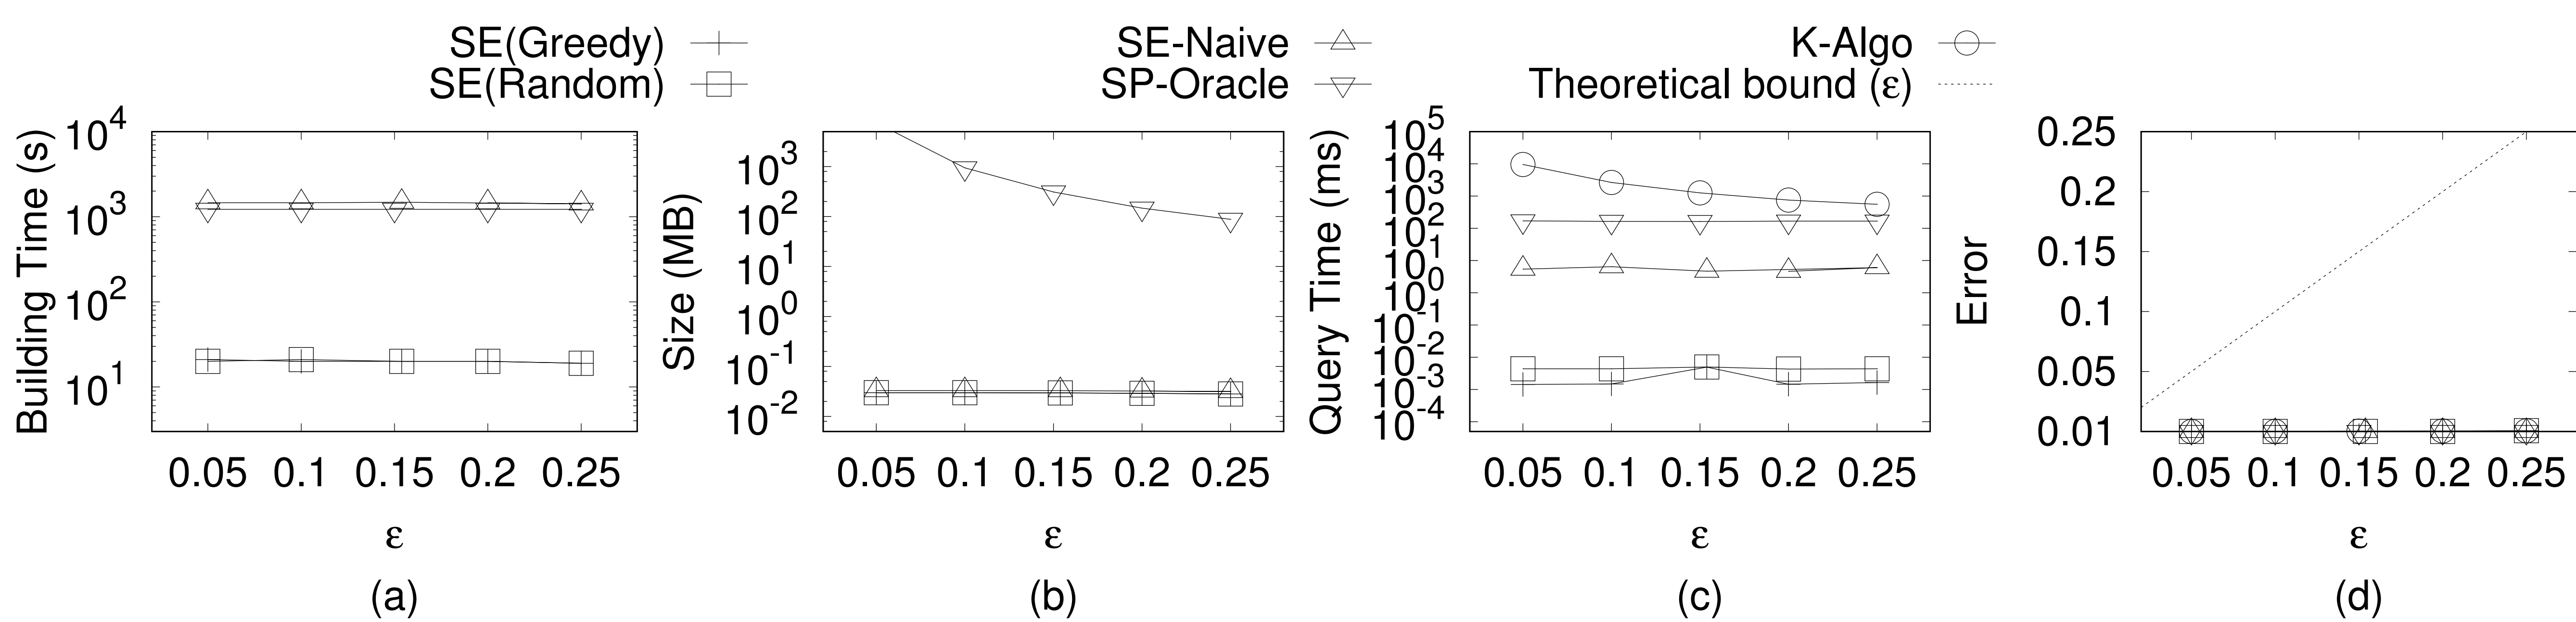 SE(Greedy)
SE(Random)
SE-Naive
SP-Oracle
K-Algo
Theoretical bound (ε)
Building Time (s)
10^4
10^3
10^2
10^1
0.05 0.1 0.15 0.2 0.25
ε
(a)
Size (MB)
10^3
10^2
10^1
10^0
10^-1
10^-2
0.05 0.1 0.15 0.2 0.25
ε
(b)
Query Time (ms)
10^5
10^4
10^3
10^2
10^1
10^0
10^-1
10^-2
10^-3
10^-4
0.05 0.1 0.15 0.2 0.25
ε
(c)
Error
0.25
0.2
0.15
0.1
0.05
0.01
0.05 0.1 0.15 0.2 0.25
ε
(d)